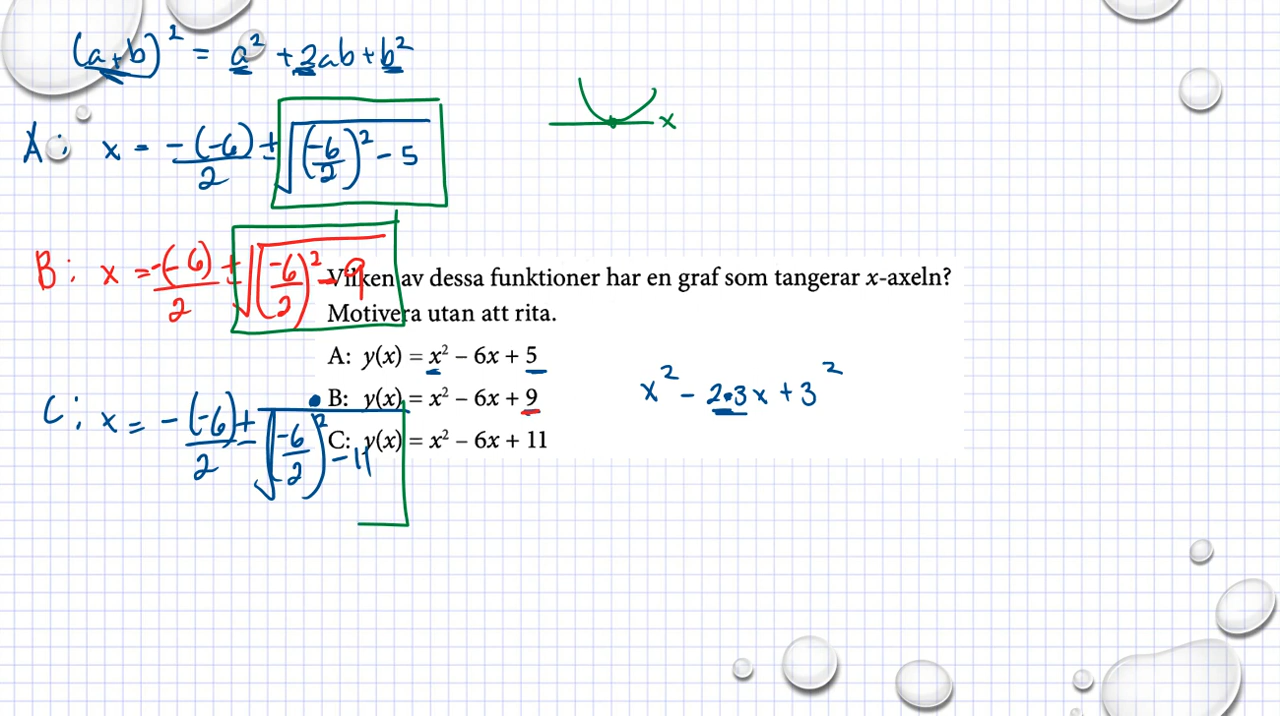 (a+b)² = a² + 2ab + b²
x
A: x = -(-6)/2 ± √((-6/2)² - 5)
B: x = -(-6)/2 ± √((-6/2)² - 9)
Vilken av dessa funktioner har en graf som tangerar x-axeln?
Motivera utan att rita.
A: y(x) = x² – 6x + 5
B: y(x) = x² – 6x + 9
x² - 2·3x + 3²
C: y(x) = x² – 6x + 11
C: x = -(-6)/2 ± √((-6/2)² - 11